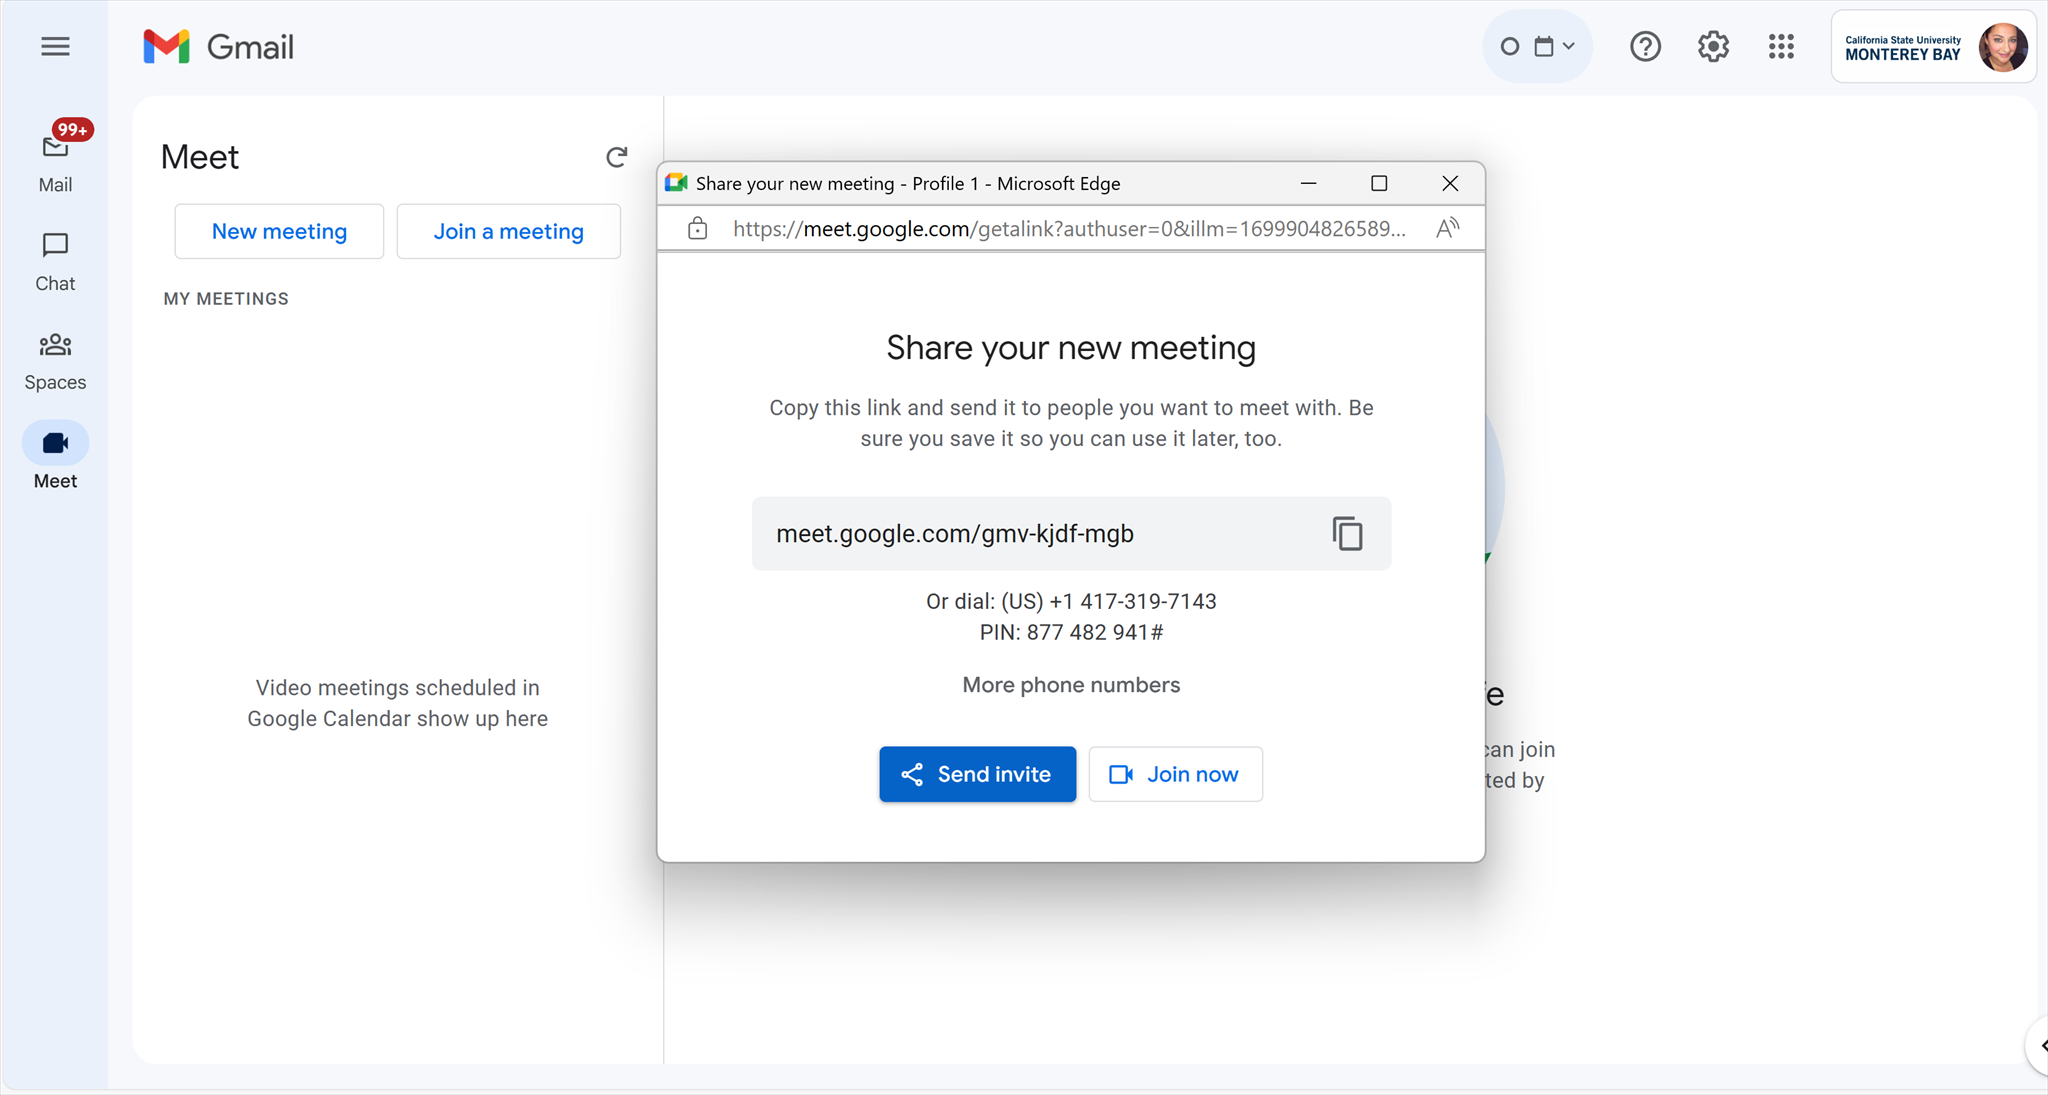 Gmail
California State University
MONTEREY BAY
99+
Mail
Chat
Spaces
Meet
Meet
New meeting
Join a meeting
MY MEETINGS
Video meetings scheduled in
Google Calendar show up here
Share your new meeting - Profile 1 - Microsoft Edge
https://meet.google.com/getalink?authuser=0&illm=1699904826589...
Share your new meeting
Copy this link and send it to people you want to meet with. Be
sure you save it so you can use it later, too.
meet.google.com/gmv-kjdf-mgb
Or dial: (US) +1 417-319-7143
PIN: 877 482 941#
More phone numbers
Send invite
Join now
can join
by